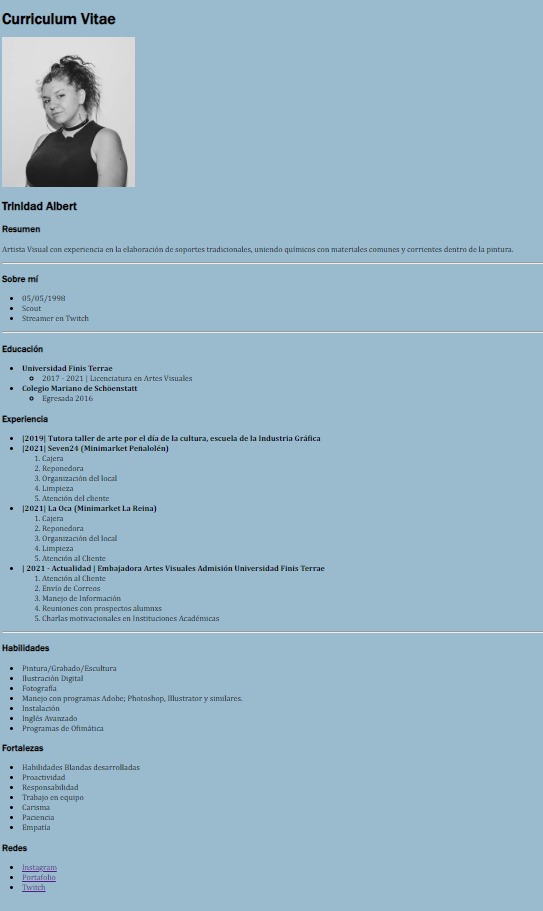 Curriculum Vitae
Trinidad Albert
Resumen
Artista Visual con experiencia en la elaboración de soportes tradicionales, uniendo químicos con materiales comunes y corrientes dentro de la pintura.
Sobre mí
05/05/1998
Scout
Streamer en Twitch
Educación
Universidad Finis Terrae
2017 - 2021 | Licenciatura en Artes Visuales
Colegio Mariano de Schöenstatt
Egresada 2016
Experiencia
|2019| Tutora taller de arte por el día de la cultura, escuela de la Industria Gráfica
|2021| Seven24 (Minimarket Peñalolén)
1. Cajera
2. Reponedora
3. Organización del local
4. Limpieza
5. Atención del cliente
|2021| La Oca (Minimarket La Reina)
1. Cajera
2. Reponedora
3. Organización del local
4. Limpieza
5. Atención al Cliente
| 2021 - Actualidad | Embajadora Artes Visuales Admisión Universidad Finis Terrae
1. Atención al Cliente
2. Envío de Correos
3. Manejo de Información
4. Reuniones con prospectos alumnxs
5. Charlas motivacionales en Instituciones Académicas
Habilidades
Pintura/Grabado/Escultura
Ilustración Digital
Fotografía
Manejo con programas Adobe; Photoshop, Illustrator y similares.
Instalación
Inglés Avanzado
Programas de Ofimática
Fortalezas
Habilidades Blandas desarrolladas
Proactividad
Responsabilidad
Trabajo en equipo
Carisma
Paciencia
Empatía
Redes
Instagram
Portafolio
Twitch